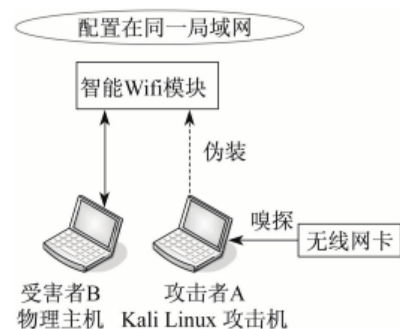 配置在同一局域网
智能Wifi模块
伪装
嗅探
无线网卡
受害者B
物理主机
攻击者A
Kali Linux 攻击机